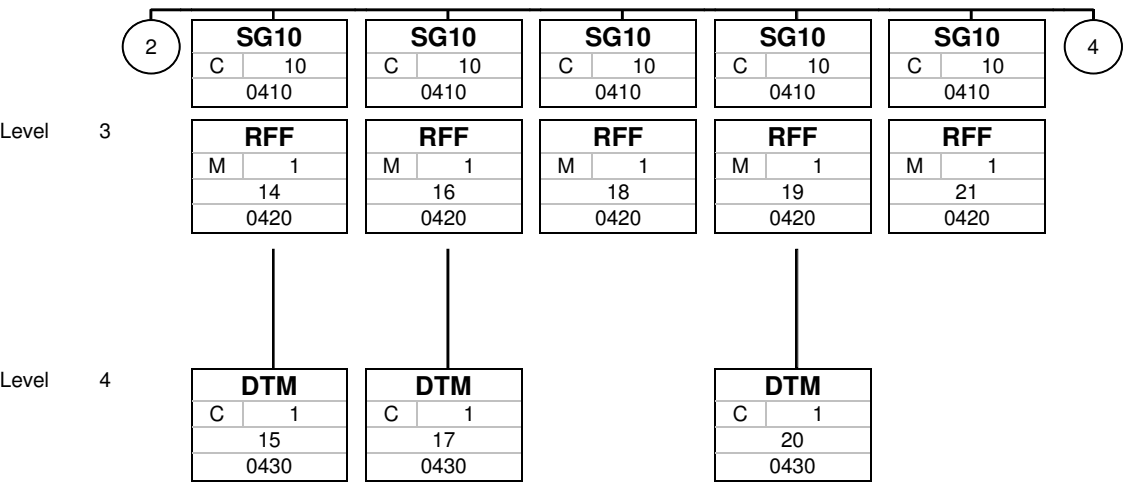 2 SG10 SG10 SG10 SG10 SG10 4
C 10 C 10 C 10 C 10 C 10
0410 0410 0410 0410 0410
Level 3 RFF RFF RFF RFF RFF
M 1 M 1 M 1 M 1 M 1
14 16 18 19 21
0420 0420 0420 0420 0420
Level 4 DTM DTM DTM
C 1 C 1 C 1
15 17 20
0430 0430 0430